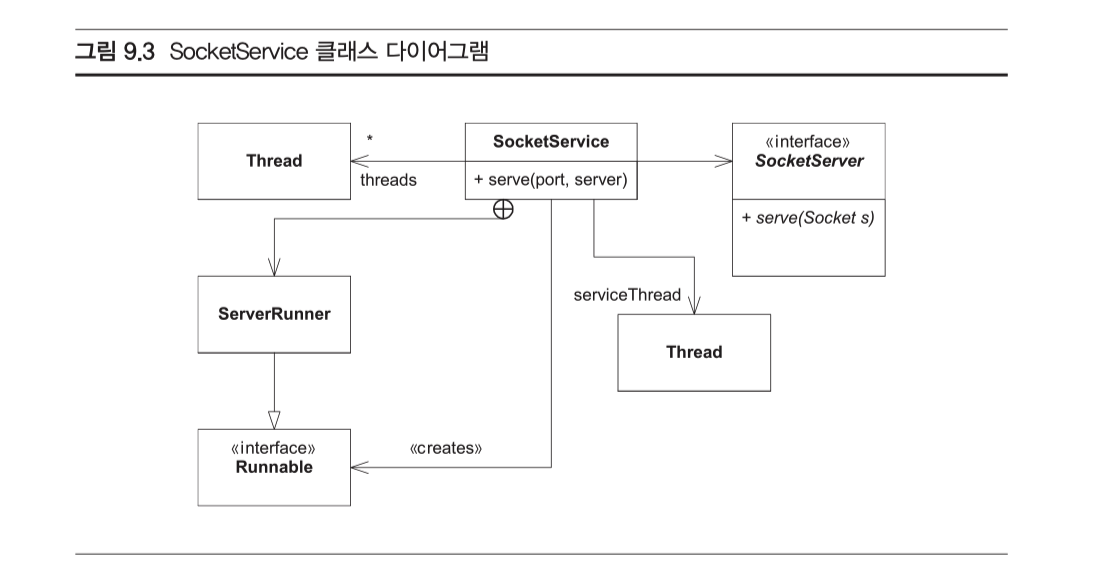 그림 9.3 SocketService 클래스 다이어그램
Thread
*
threads
SocketService
+ serve(port, server)
«interface»
SocketServer
+ serve(Socket s)
ServerRunner
serviceThread
Thread
«interface»
Runnable
«creates»